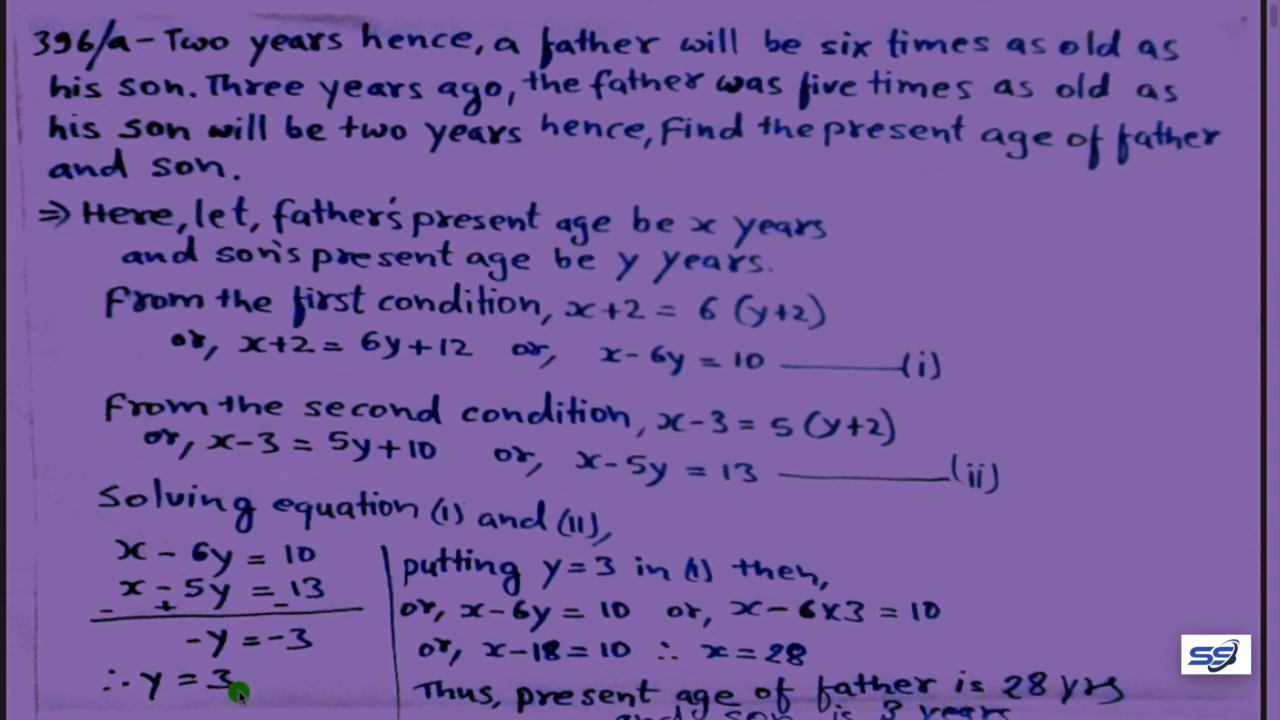 396/a - Two years hence, a father will be six times as old as
his son. Three years ago, the father was five times as old as
his son will be two years hence, Find the present age of father
and son.
⇒ Here, let, father's present age be x years
and son's present age be y years.
From the first condition, x+2 = 6 (y+2)
or, x+2 = 6y+12 or, x - 6y = 10 ——— (i)
From the second condition, x-3 = 5 (y+2)
or, x-3 = 5y+10 or, x - 5y = 13 ——— (ii)
Solving equation (i) and (ii),
x - 6y = 10
x - 5y = 13
- + -
-y = -3
∴ y = 3
putting y=3 in (i) then,
or, x - 6y = 10 or, x - 6×3 = 10
or, x-18 = 10 ∴ x = 28
Thus, present age of father is 28 yrs
and son is 3 years
S9